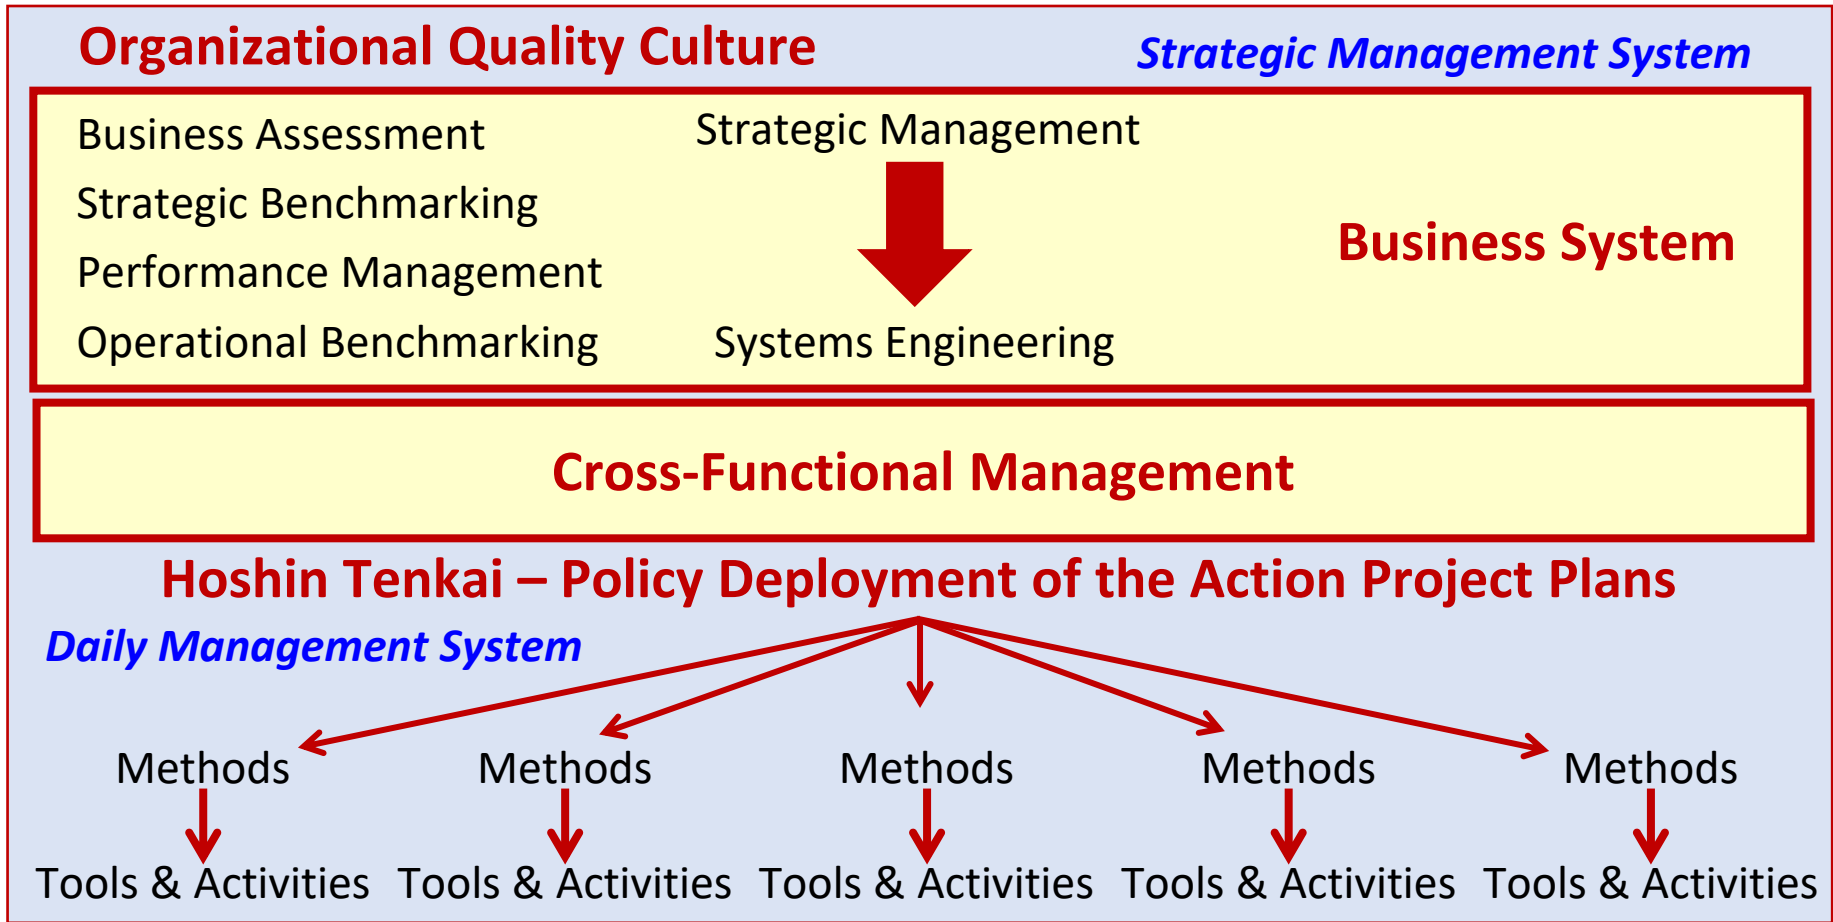 Organizational Quality Culture
Strategic Management System
Business Assessment
Strategic Benchmarking
Performance Management
Operational Benchmarking
Strategic Management
Systems Engineering
Business System
Cross-Functional Management
Hoshin Tenkai – Policy Deployment of the Action Project Plans
Daily Management System
Methods
Methods
Methods
Methods
Methods
Tools & Activities
Tools & Activities
Tools & Activities
Tools & Activities
Tools & Activities